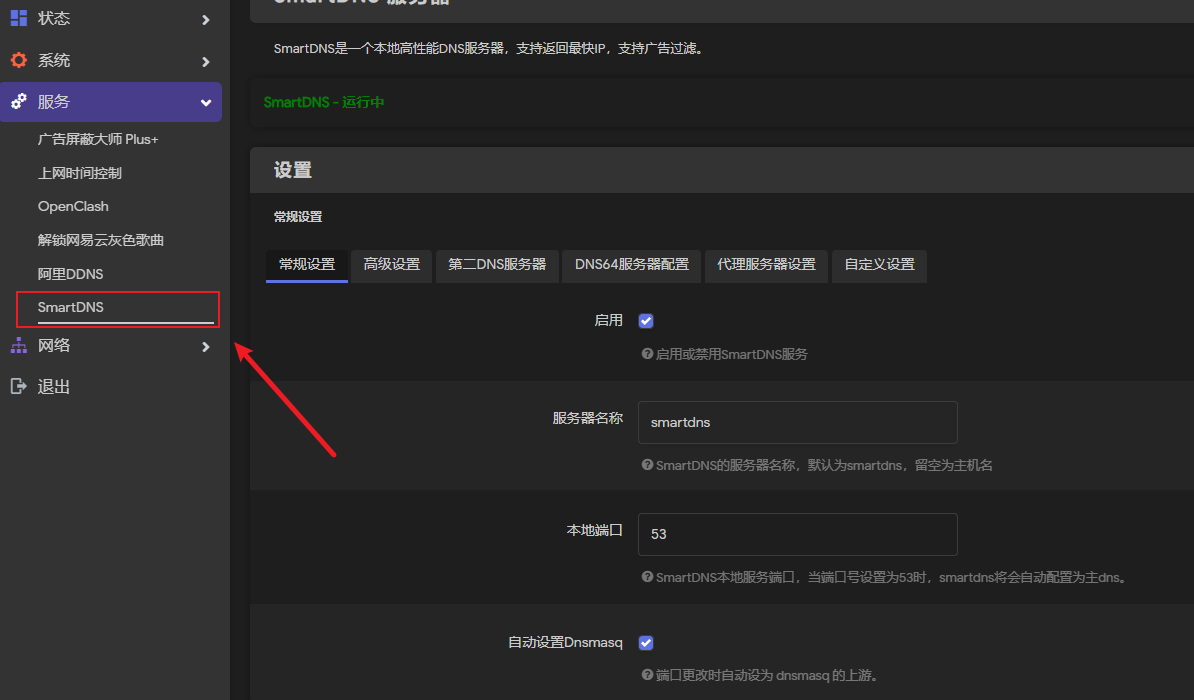 状态
系统
服务
广告屏蔽大师 Plus+
上网时间控制
OpenClash
解锁网易云灰色歌曲
阿里DDNS
SmartDNS
网络
退出
SmartDNS 服务器
SmartDNS是一个本地高性能DNS服务器，支持返回最快IP，支持广告过滤。
SmartDNS - 运行中
设置
常规设置
常规设置 高级设置 第二DNS服务器 DNS64服务器配置 代理服务器设置 自定义设置
启用
启用或禁用SmartDNS服务
服务器名称 smartdns
SmartDNS的服务器名称，默认为smartdns，留空为主机名
本地端口 53
SmartDNS本地服务端口，当端口号设置为53时，smartdns将会自动配置为主dns。
自动设置Dnsmasq
端口更改时自动设为 dnsmasq 的上游。